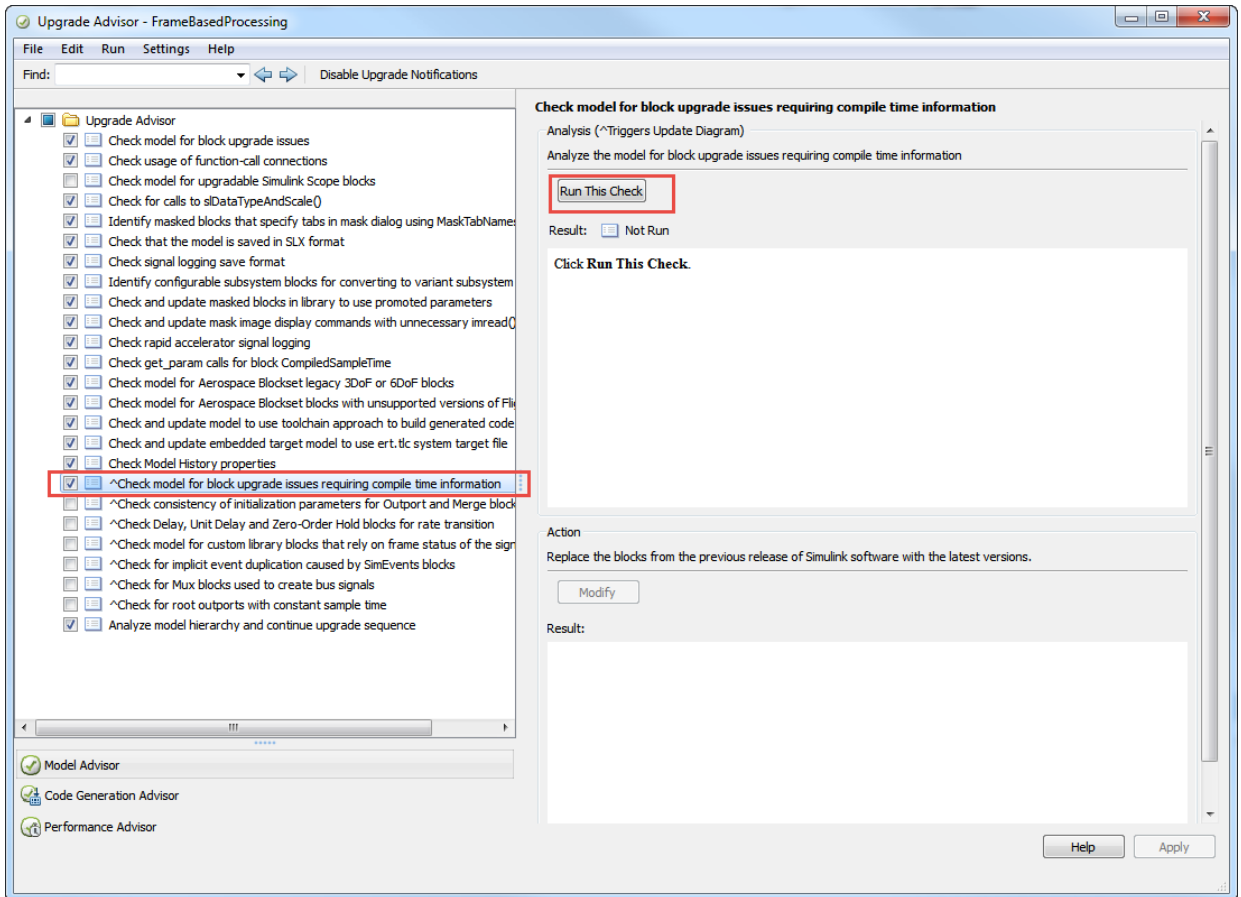 Upgrade Advisor - FrameBasedProcessing
File Edit Run Settings Help
Find: Disable Upgrade Notifications
Upgrade Advisor
Check model for block upgrade issues
Check usage of function-call connections
Check model for upgradable Simulink Scope blocks
Check for calls to slDataTypeAndScale()
Identify masked blocks that specify tabs in mask dialog using MaskTabNames
Check that the model is saved in SLX format
Check signal logging save format
Identify configurable subsystem blocks for converting to variant subsystem
Check and update masked blocks in library to use promoted parameters
Check and update mask image display commands with unnecessary imread()
Check rapid accelerator signal logging
Check get_param calls for block CompiledSampleTime
Check model for Aerospace Blockset legacy 3DoF or 6DoF blocks
Check model for Aerospace Blockset blocks with unsupported versions of Fli
Check and update model to use toolchain approach to build generated code
Check and update embedded target model to use ert.tlc system target file
Check Model History properties
^Check model for block upgrade issues requiring compile time information
^Check consistency of initialization parameters for Outport and Merge block
^Check Delay, Unit Delay and Zero-Order Hold blocks for rate transition
^Check model for custom library blocks that rely on frame status of the sign
^Check for implicit event duplication caused by SimEvents blocks
^Check for Mux blocks used to create bus signals
^Check for root outports with constant sample time
Analyze model hierarchy and continue upgrade sequence
Model Advisor
Code Generation Advisor
Performance Advisor
Check model for block upgrade issues requiring compile time information
Analysis (^Triggers Update Diagram)
Analyze the model for block upgrade issues requiring compile time information
Run This Check
Result: Not Run
Click Run This Check.
Action
Replace the blocks from the previous release of Simulink software with the latest versions.
Modify
Result:
Help Apply